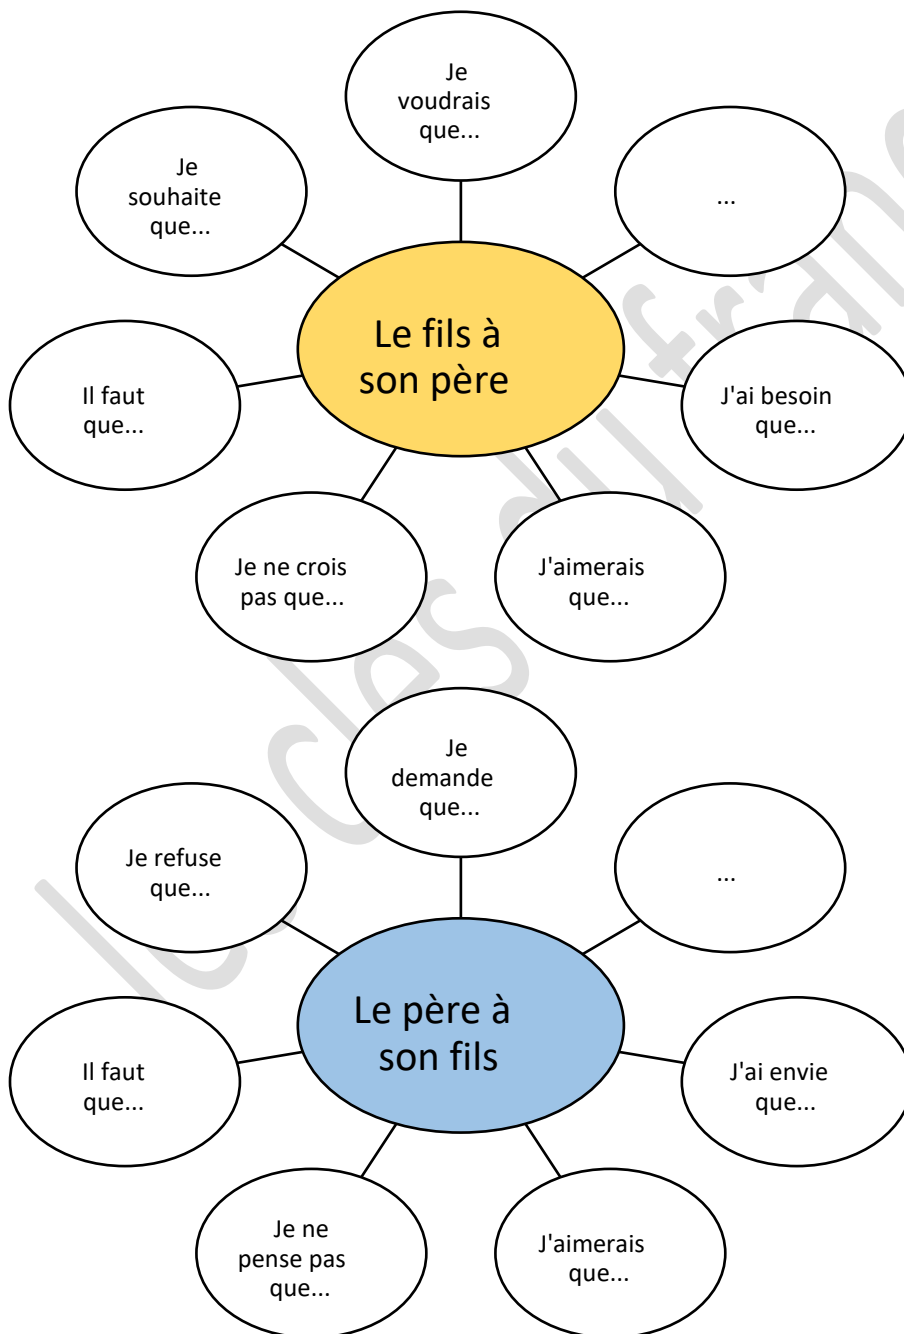 Je
voudrais
que...
Je
souhaite
que...
...
Le fils à
son père
Il faut
que...
J'ai besoin
que...
Je ne crois
pas que...
J'aimerais
que...
Je
demande
que...
Je refuse
que...
...
Le père à
son fils
Il faut
que...
J'ai envie
que...
Je ne
pense pas
que...
J'aimerais
que...